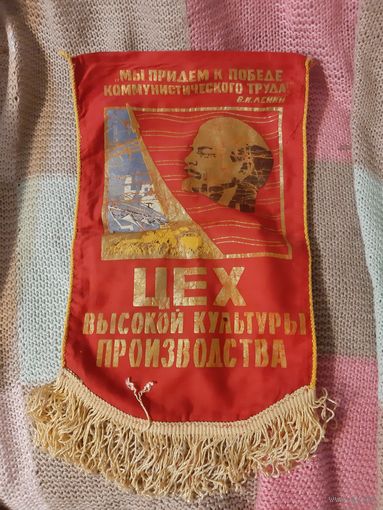 „МЫ ПРИДЕМ К ПОБЕДЕ
КОММУНИСТИЧЕСКОГО ТРУДА!"
В.И.ЛЕНИН
ЦЕХ
ВЫСОКОЙ КУЛЬТУРЫ
ПРОИЗВОДСТВА